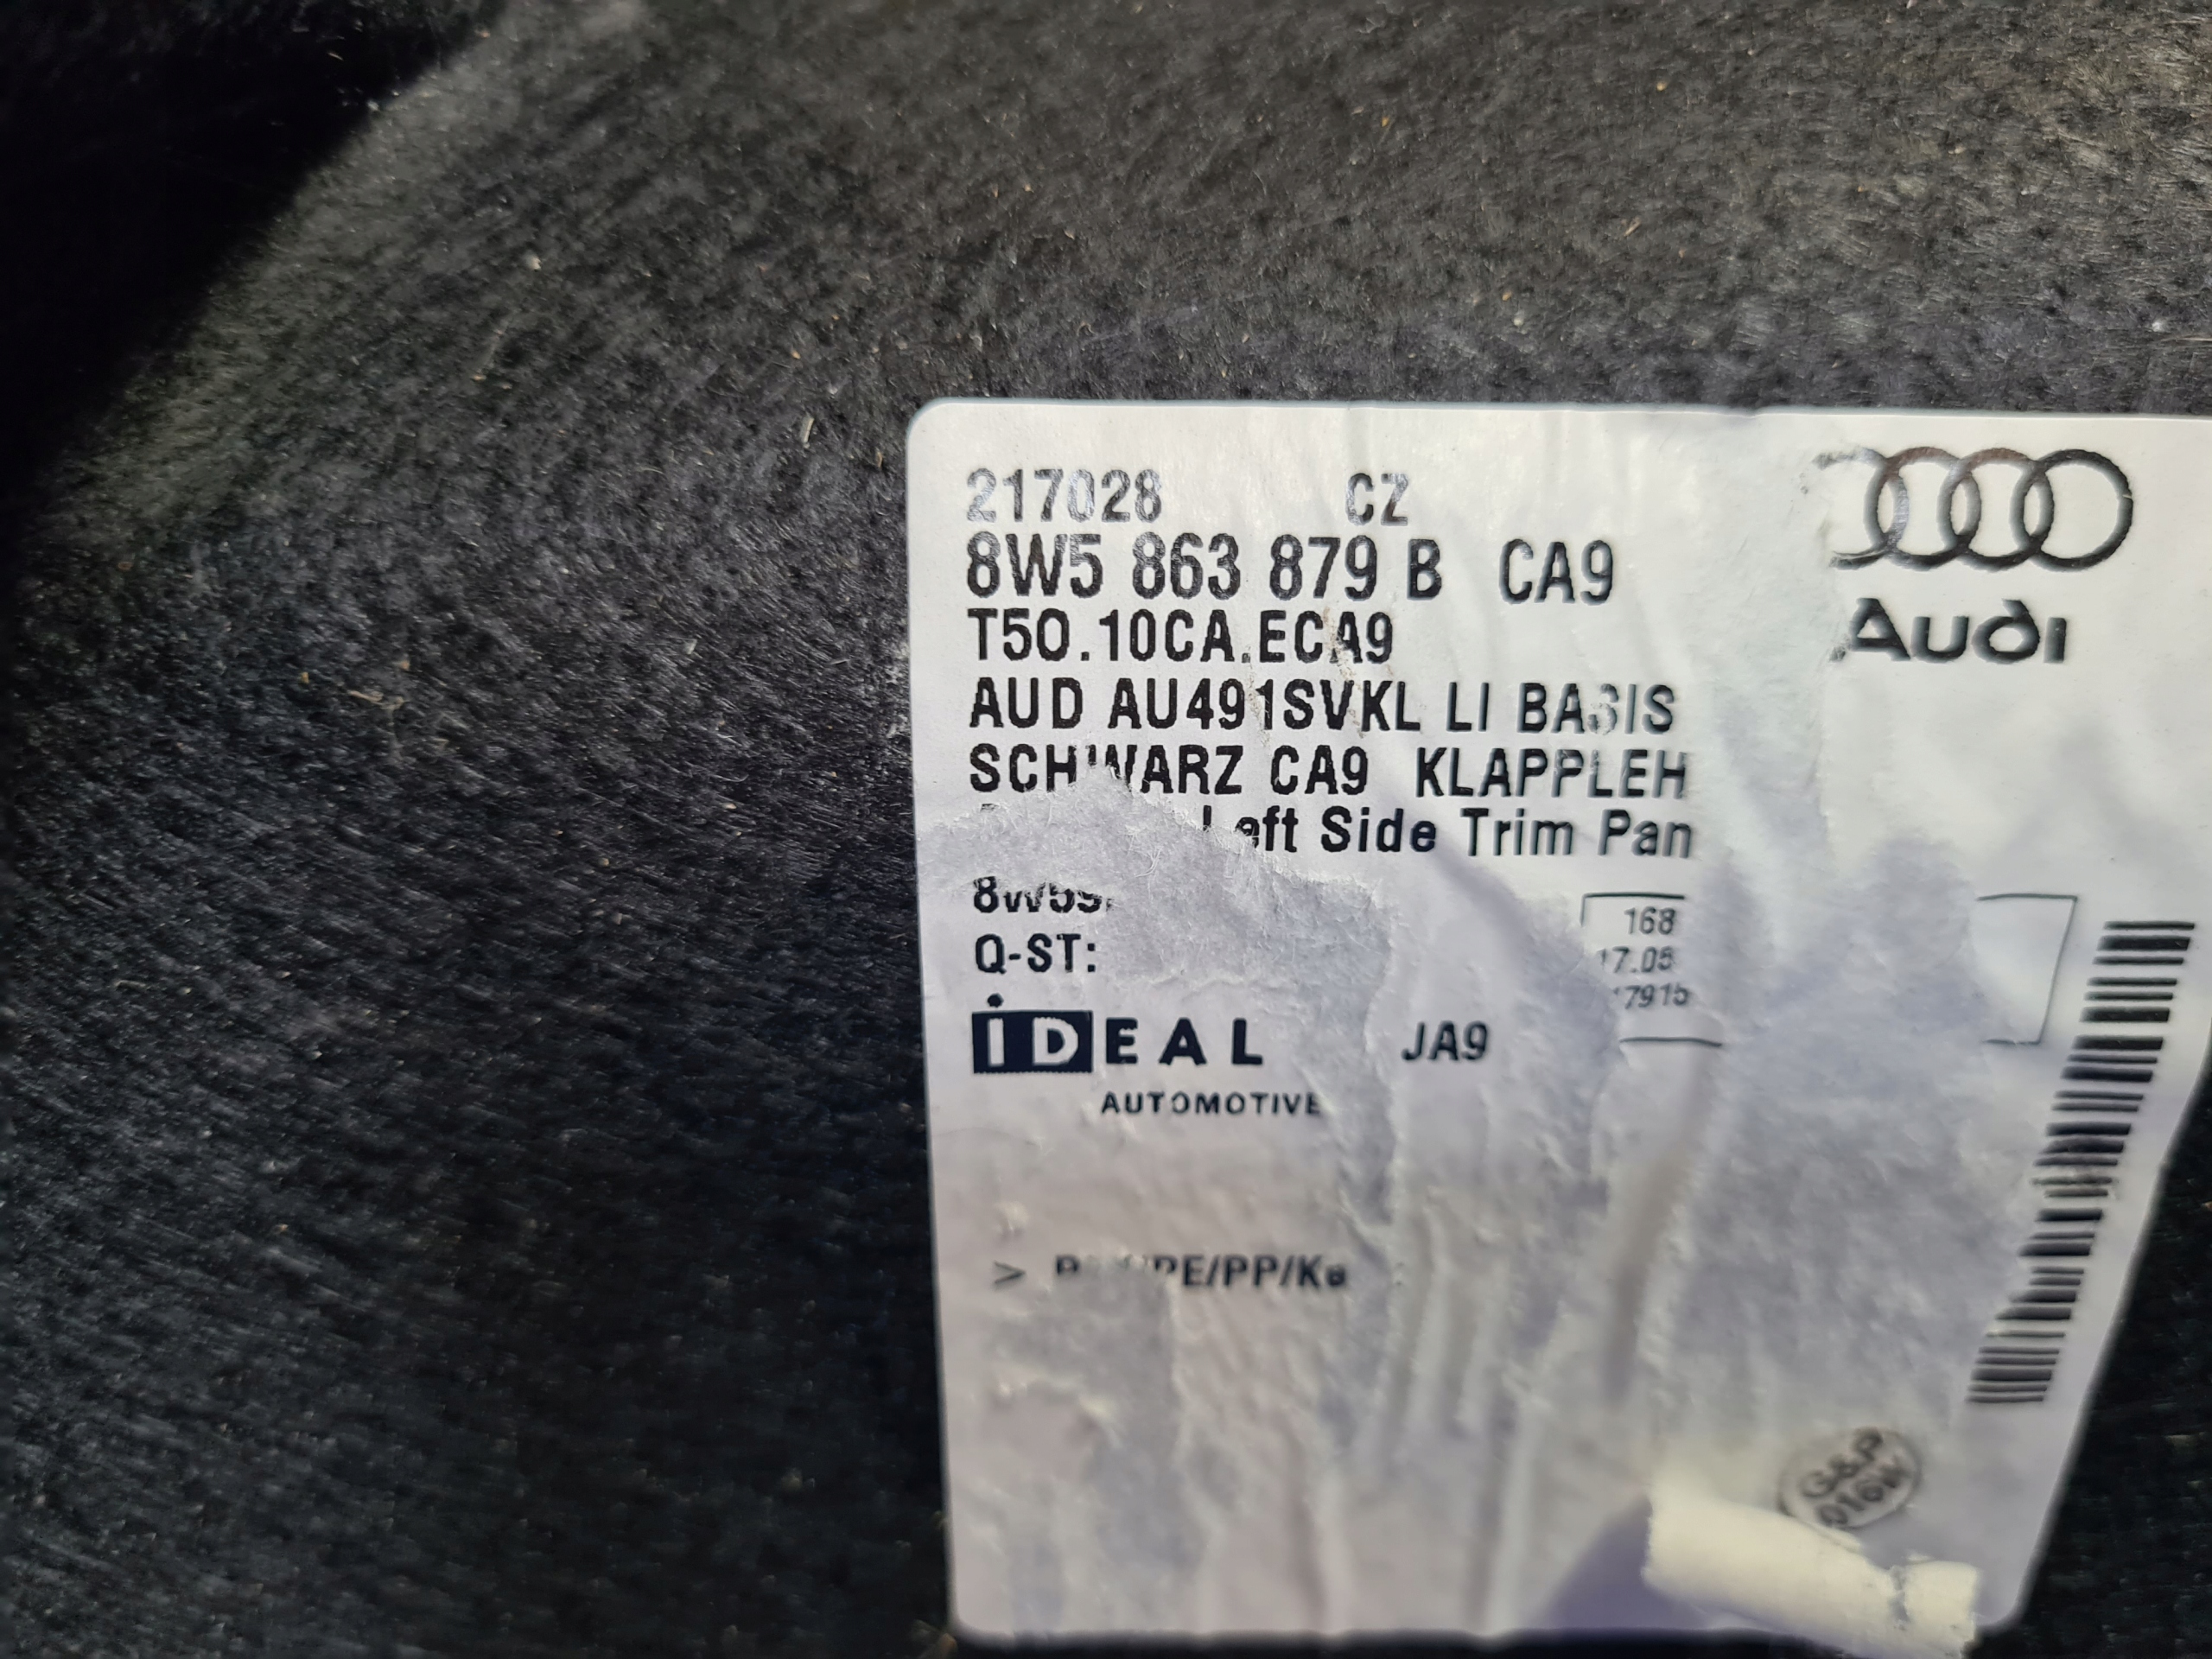 217028 CZ
8W5 863 879 B CA9
Audi
T50.10CA.ECA9
AUD AU491SVKL LI BASIS
SCHWARZ CA9 KLAPPLEH
Left Side Trim Pan
168
Q-ST:
IDEAL JA9
AUTOMOTIVE
G&P